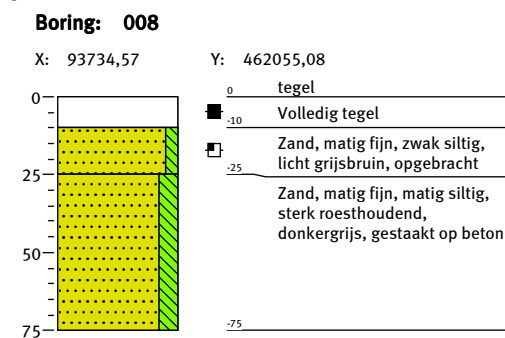 Boring: 008
X: 93734,57 Y: 462055,08
0
25
50
75
0 tegel
-10 Volledig tegel
Zand, matig fijn, zwak siltig,
licht grijsbruin, opgebracht
-25
Zand, matig fijn, matig siltig,
sterk roesthoudend,
donkergrijs, gestaakt op beton
-75